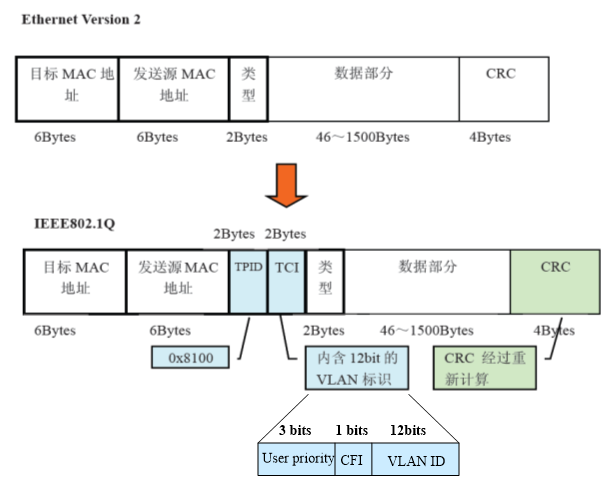 Ethernet Version 2
目标 MAC 地
址
发送源 MAC
地址
类
型
数据部分
CRC
6Bytes
6Bytes
2Bytes
46～1500Bytes
4Bytes
IEEE802.1Q
2Bytes
2Bytes
目标 MAC
地址
发送源 MAC
地址
TPID
TCI
类
型
数据部分
CRC
6Bytes
6Bytes
2Bytes
46～1500Bytes
4Bytes
0x8100
内含 12bit 的
VLAN 标识
CRC 经过重
新计算
3 bits
1 bits
12bits
User priority
CFI
VLAN ID